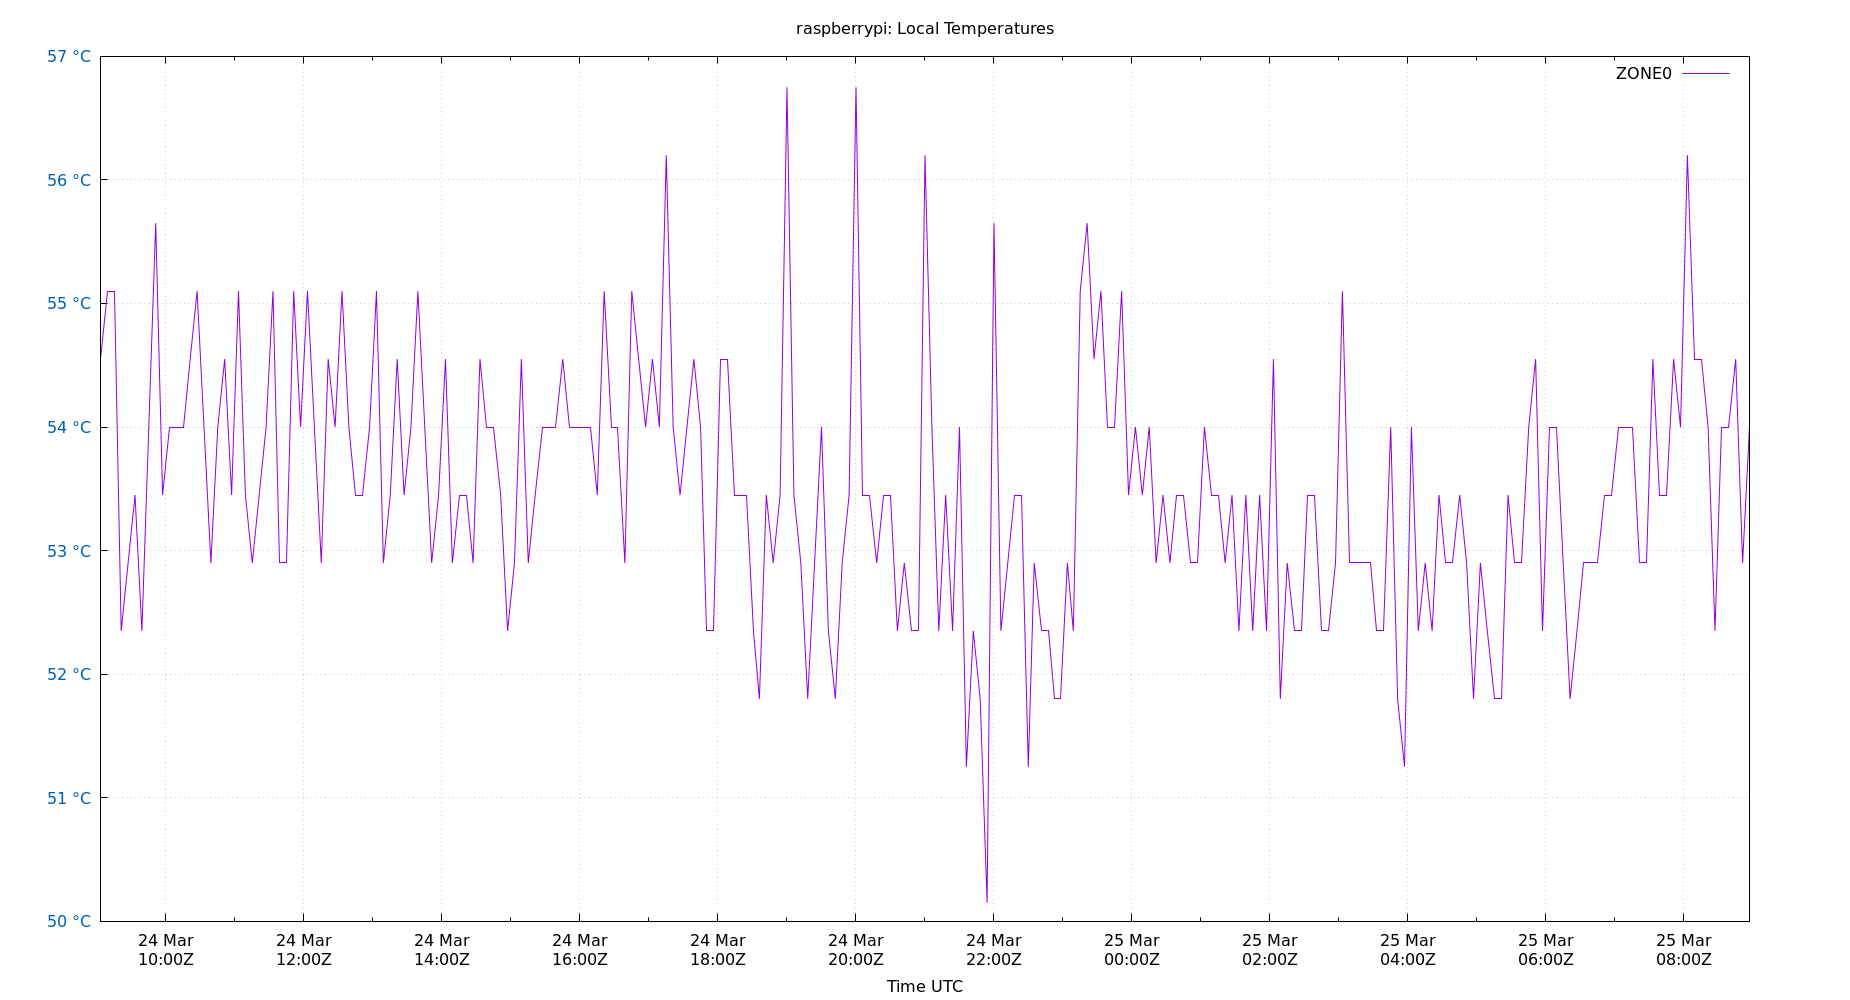 raspberrypi: Local Temperatures
57 °C
ZONE0
56 °C
55 °C
54 °C
53 °C
52 °C
51 °C
50 °C
24 Mar 24 Mar 24 Mar 24 Mar 24 Mar 24 Mar 24 Mar 25 Mar 25 Mar 25 Mar 25 Mar 25 Mar
10:00Z 12:00Z 14:00Z 16:00Z 18:00Z 20:00Z 22:00Z 00:00Z 02:00Z 04:00Z 06:00Z 08:00Z
Time UTC